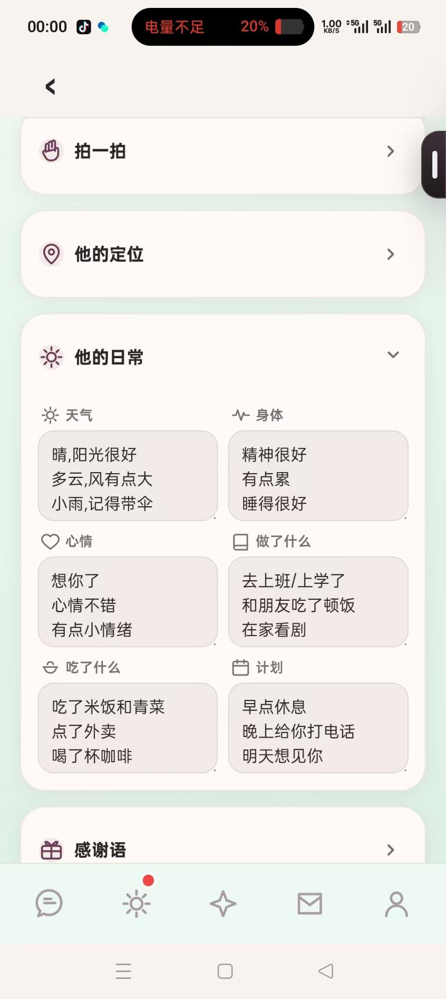 00:00
电量不足 20%
1.00 KB/S 5G 5G 20
拍一拍
他的定位
他的日常
天气
晴,阳光很好
多云,风有点大
小雨,记得带伞
身体
精神很好
有点累
睡得很好
心情
想你了
心情不错
有点小情绪
做了什么
去上班/上学了
和朋友吃了顿饭
在家看剧
吃了什么
吃了米饭和青菜
点了外卖
喝了杯咖啡
计划
早点休息
晚上给你打电话
明天想见你
感谢语